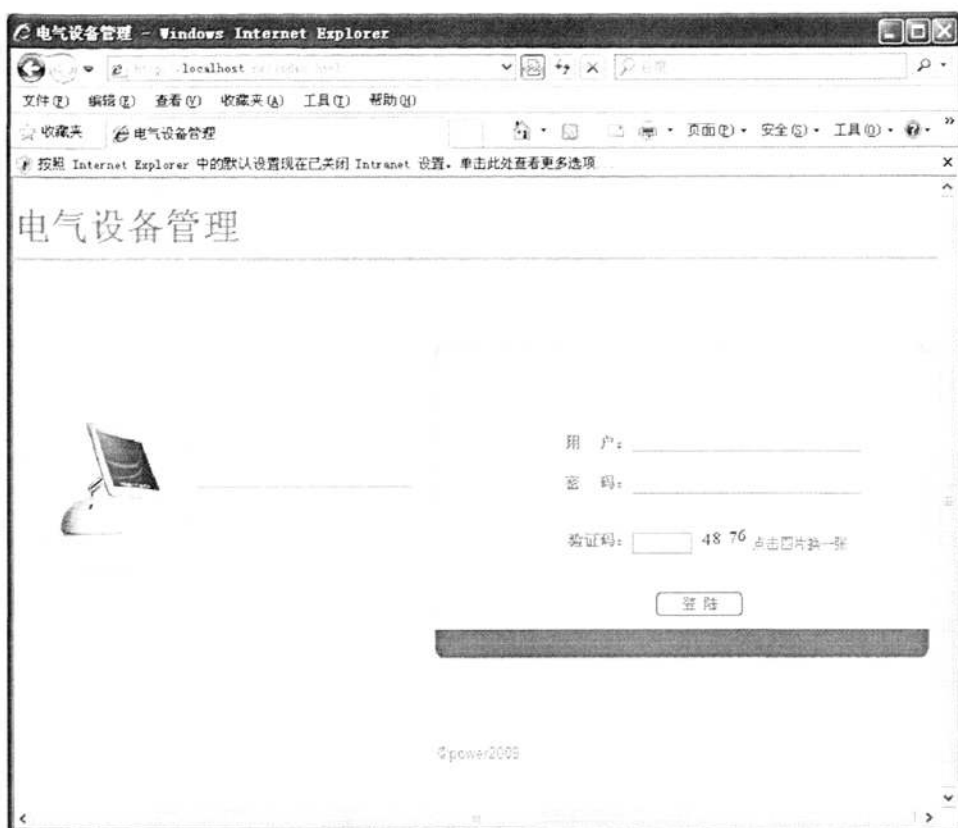 电气设备管理 - Windows Internet Explorer
localhost
文件(F) 编辑(E) 查看(V) 收藏夹(A) 工具(T) 帮助(H)
收藏夹 电气设备管理 页面(P) 安全(S) 工具(O)
按照 Internet Explorer 中的默认设置现在已关闭 Intranet 设置。单击此处查看更多选项
电气设备管理
用 户:
密 码:
验证码: 48 76 点击图片换一张
登 陆
©power2009